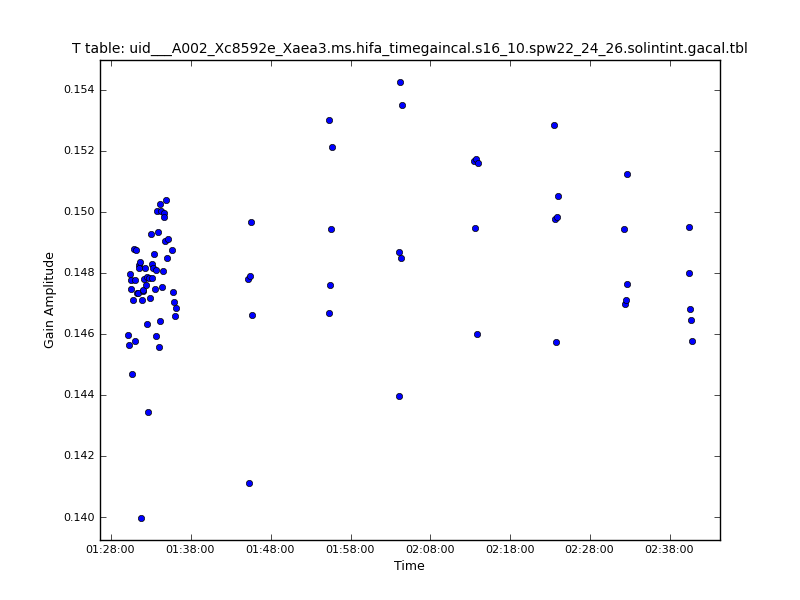 T table: uid___A002_Xc8592e_Xaea3.ms.hifa_timegaincal.s16_10.spw22_24_26.solintint.gacal.tbl
0.154
0.152
0.150
0.148
0.146
0.144
0.142
0.140
Gain Amplitude
01:28:00 01:38:00 01:48:00 01:58:00 02:08:00 02:18:00 02:28:00 02:38:00
Time